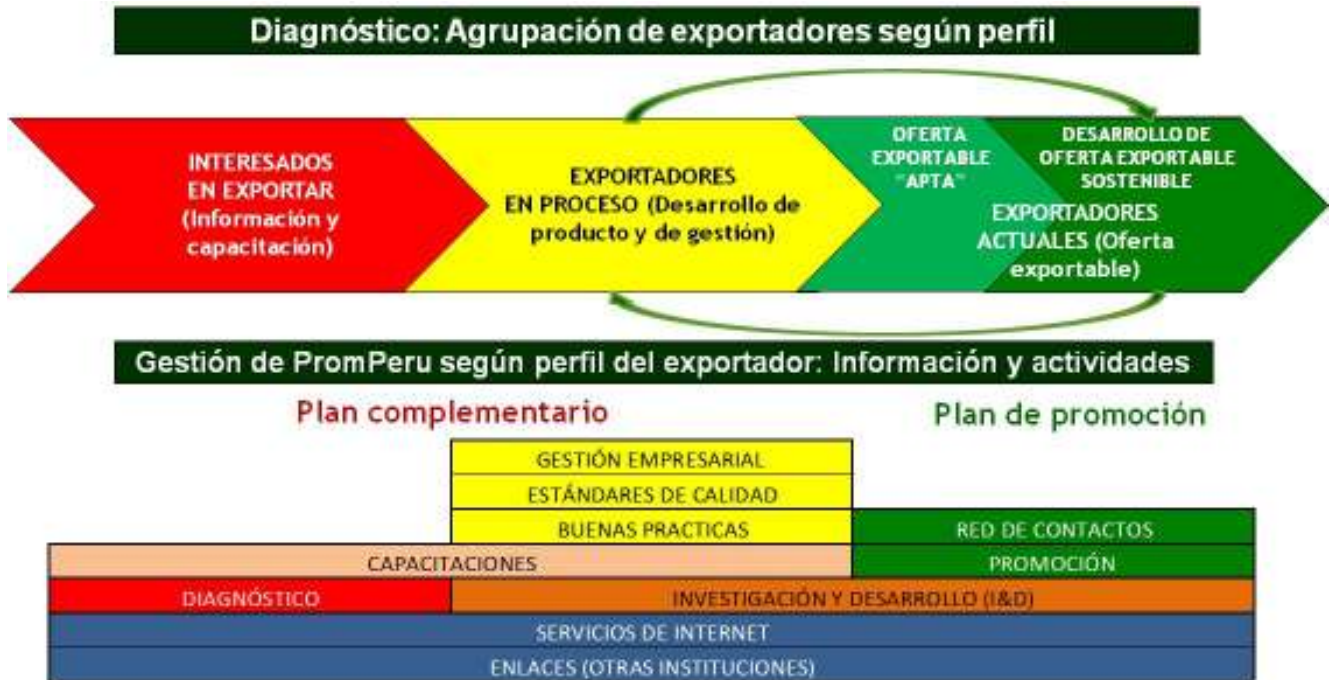 Diagnóstico: Agrupación de exportadores según perfil
INTERESADOS
EN EXPORTAR
(Información y
capacitación)
EXPORTADORES
EN PROCESO (Desarrollo de
producto y de gestión)
OFERTA
EXPORTABLE
"APTA"
DESARROLLO DE
OFERTA EXPORTABLE
SOSTENIBLE
EXPORTADORES
ACTUALES (Oferta
exportable)
Gestión de PromPeru según perfil del exportador: Información y actividades
Plan complementario
Plan de promoción
GESTIÓN EMPRESARIAL
ESTÁNDARES DE CALIDAD
BUENAS PRACTICAS
RED DE CONTACTOS
CAPACITACIONES
PROMOCIÓN
DIAGNÓSTICO
INVESTIGACIÓN Y DESARROLLO (I&D)
SERVICIOS DE INTERNET
ENLACES (OTRAS INSTITUCIONES)